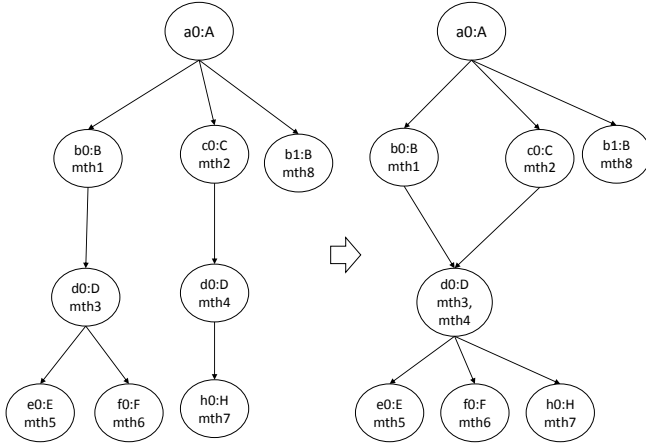 a0:A
b0:B
mth1
c0:C
mth2
b1:B
mth8
d0:D
mth3
d0:D
mth4
e0:E
mth5
f0:F
mth6
h0:H
mth7
a0:A
b0:B
mth1
c0:C
mth2
b1:B
mth8
d0:D
mth3,
mth4
e0:E
mth5
f0:F
mth6
h0:H
mth7